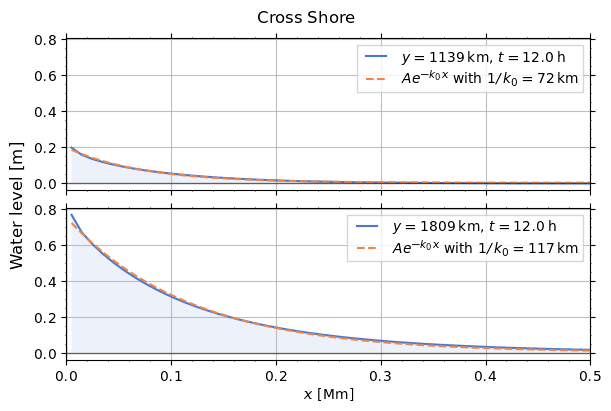 Cross Shore
0.8
0.6
0.4
0.2
0.0
y = 1139 km, t = 12.0 h
Ae^{-k_0 x} with 1/k_0 = 72 km
Water level [m]
0.8
0.6
0.4
0.2
0.0
y = 1809 km, t = 12.0 h
Ae^{-k_0 x} with 1/k_0 = 117 km
0.0 0.1 0.2 0.3 0.4 0.5
x [Mm]